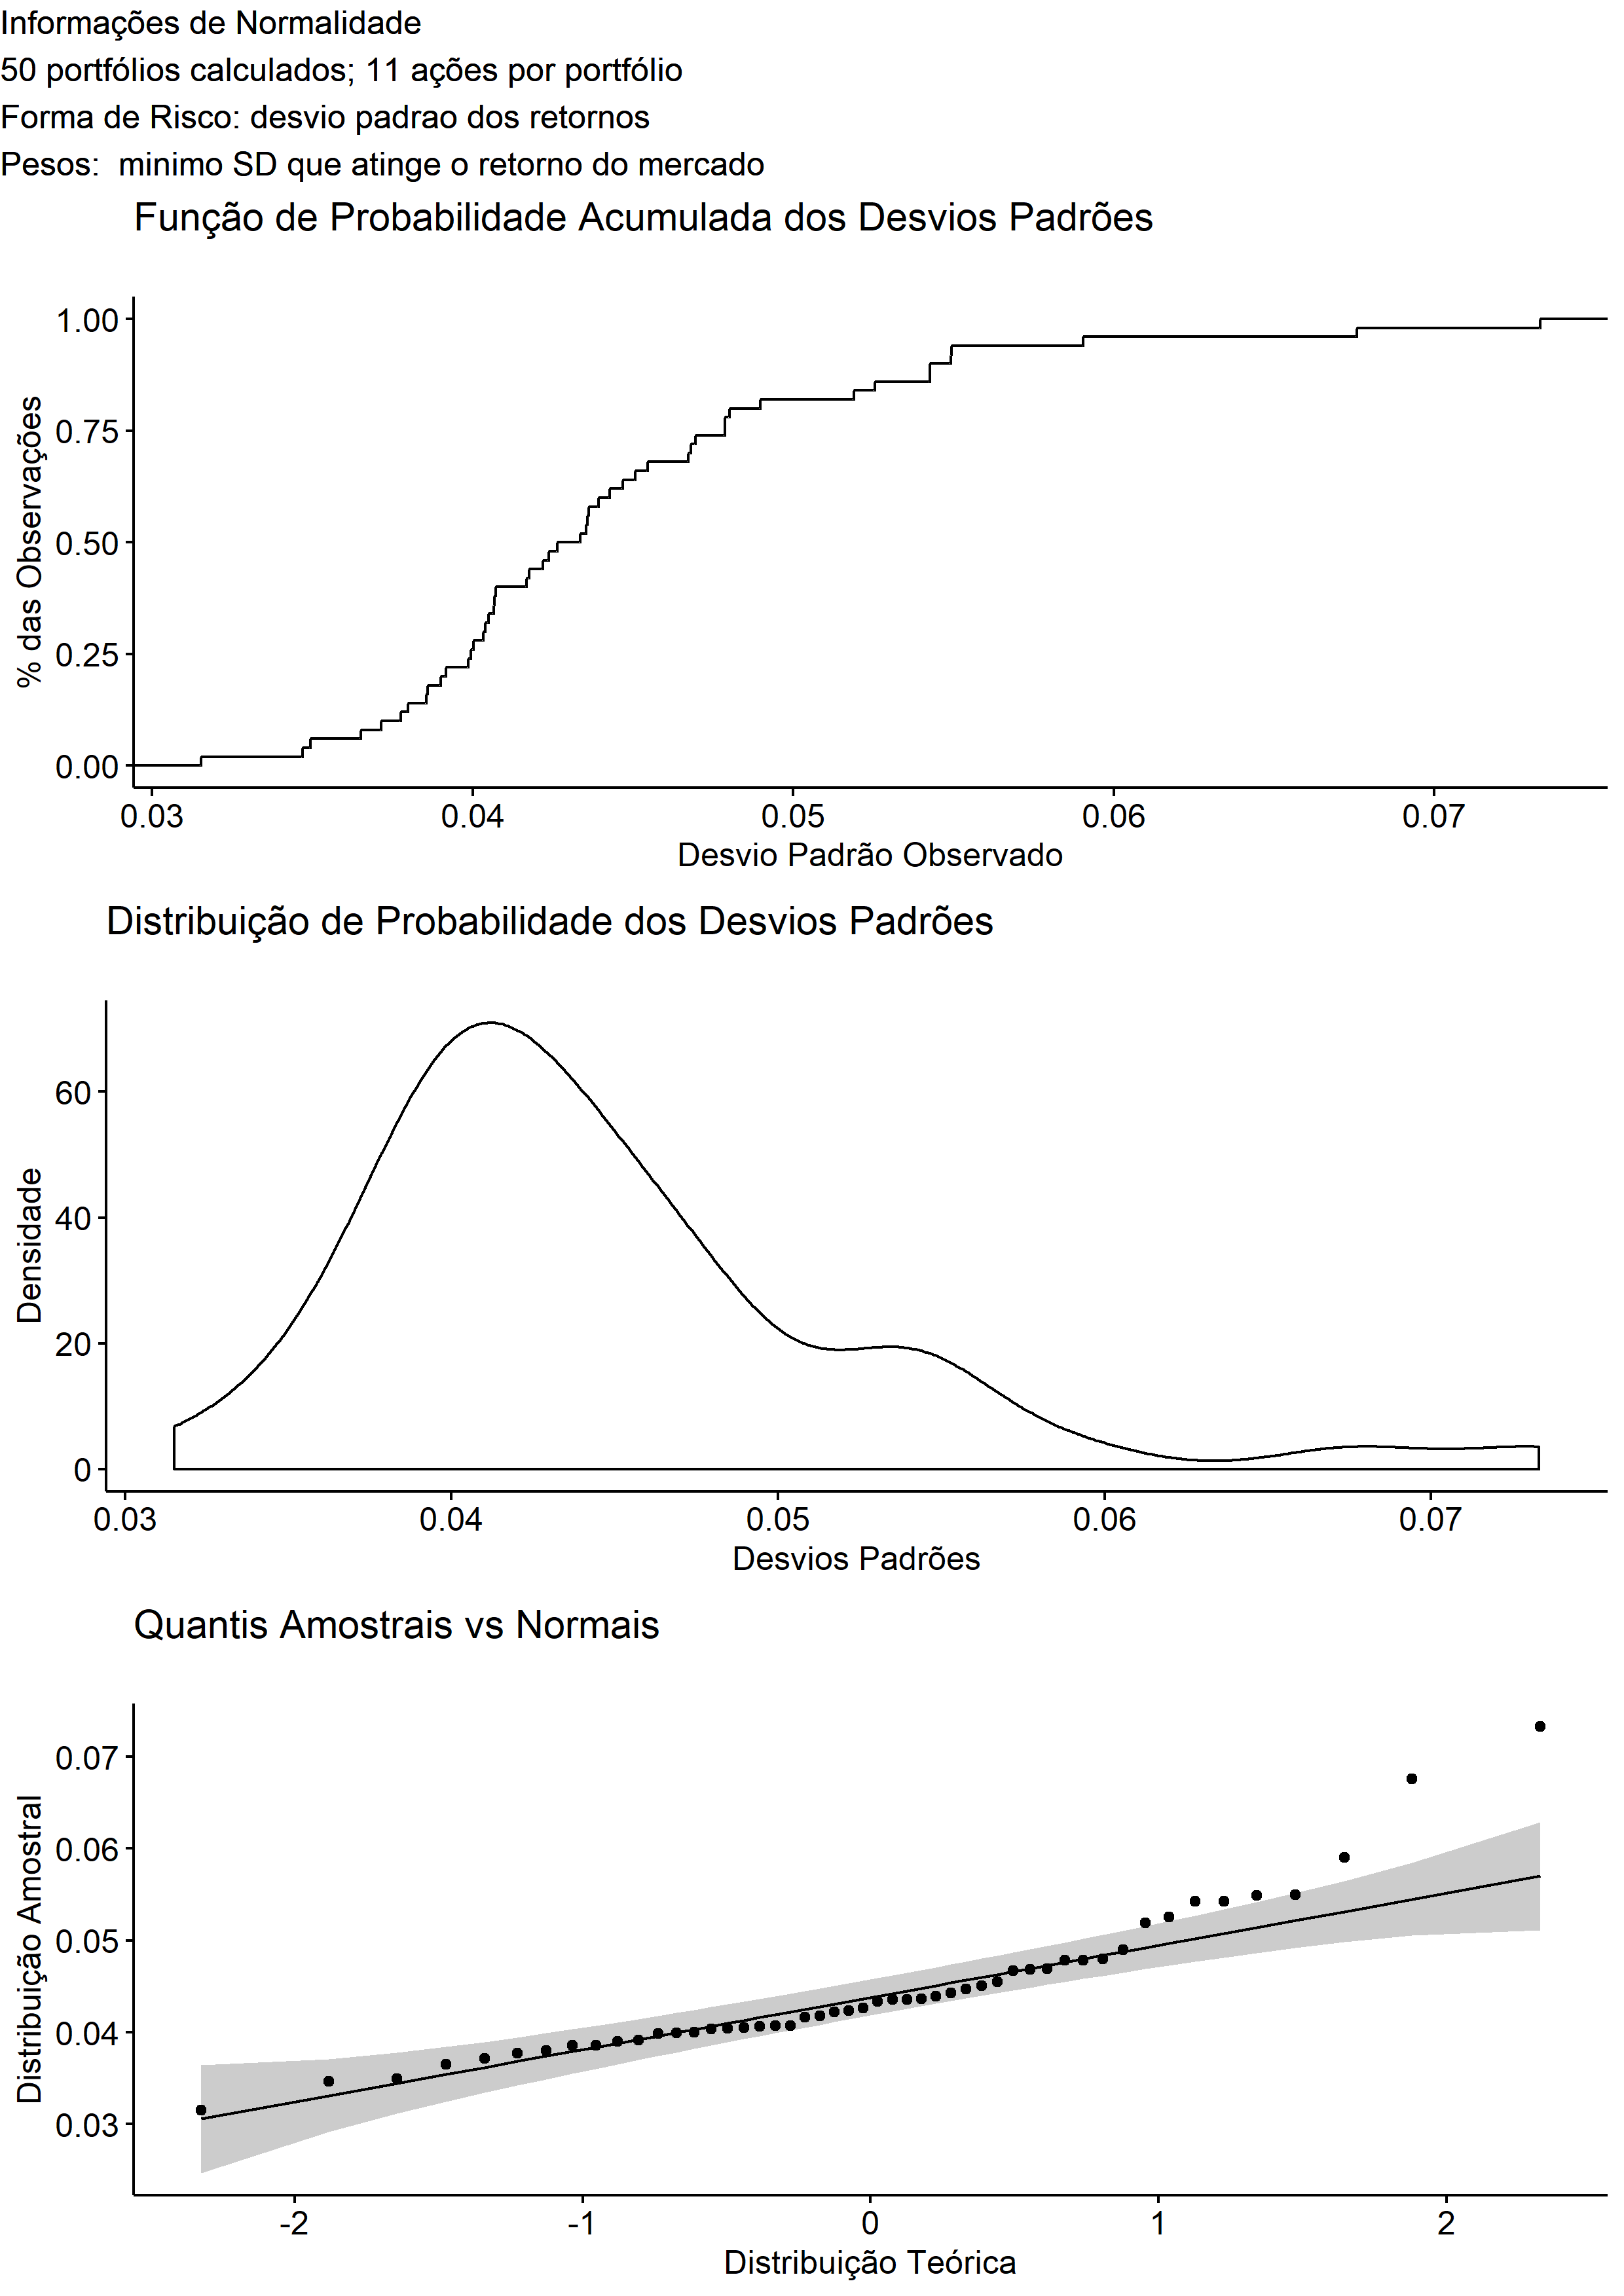 Informações de Normalidade
50 portfólios calculados; 11 ações por portfólio
Forma de Risco: desvio padrao dos retornos
Pesos:  minimo SD que atinge o retorno do mercado
Função de Probabilidade Acumulada dos Desvios Padrões
% das Observações
1.00
0.75
0.50
0.25
0.00
0.03 0.04 0.05 0.06 0.07
Desvio Padrão Observado
Distribuição de Probabilidade dos Desvios Padrões
Densidade
60
40
20
0
0.03 0.04 0.05 0.06 0.07
Desvios Padrões
Quantis Amostrais vs Normais
Distribuição Amostral
0.07
0.06
0.05
0.04
0.03
-2 -1 0 1 2
Distribuição Teórica